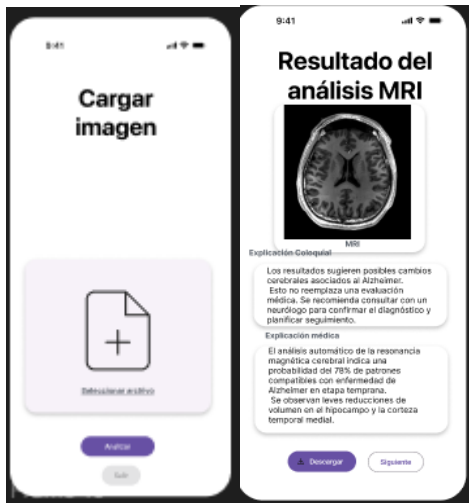 9:41
Cargar
imagen
Seleccionar archivo
Analizar
Salir
9:41
Resultado del
análisis MRI
MRI
Explicación Coloquial
Los resultados sugieren posibles cambios
cerebrales asociados al Alzheimer.
Esto no reemplaza una evaluación
médica. Se recomienda consultar con un
neurólogo para confirmar el diagnóstico y
planificar seguimiento.
Explicación médica
El análisis automático de la resonancia
magnética cerebral indica una
probabilidad del 78% de patrones
compatibles con enfermedad de
Alzheimer en etapa temprana.
Se observan leves reducciones de
volumen en el hipocampo y la corteza
temporal medial.
Descargar
Siguiente